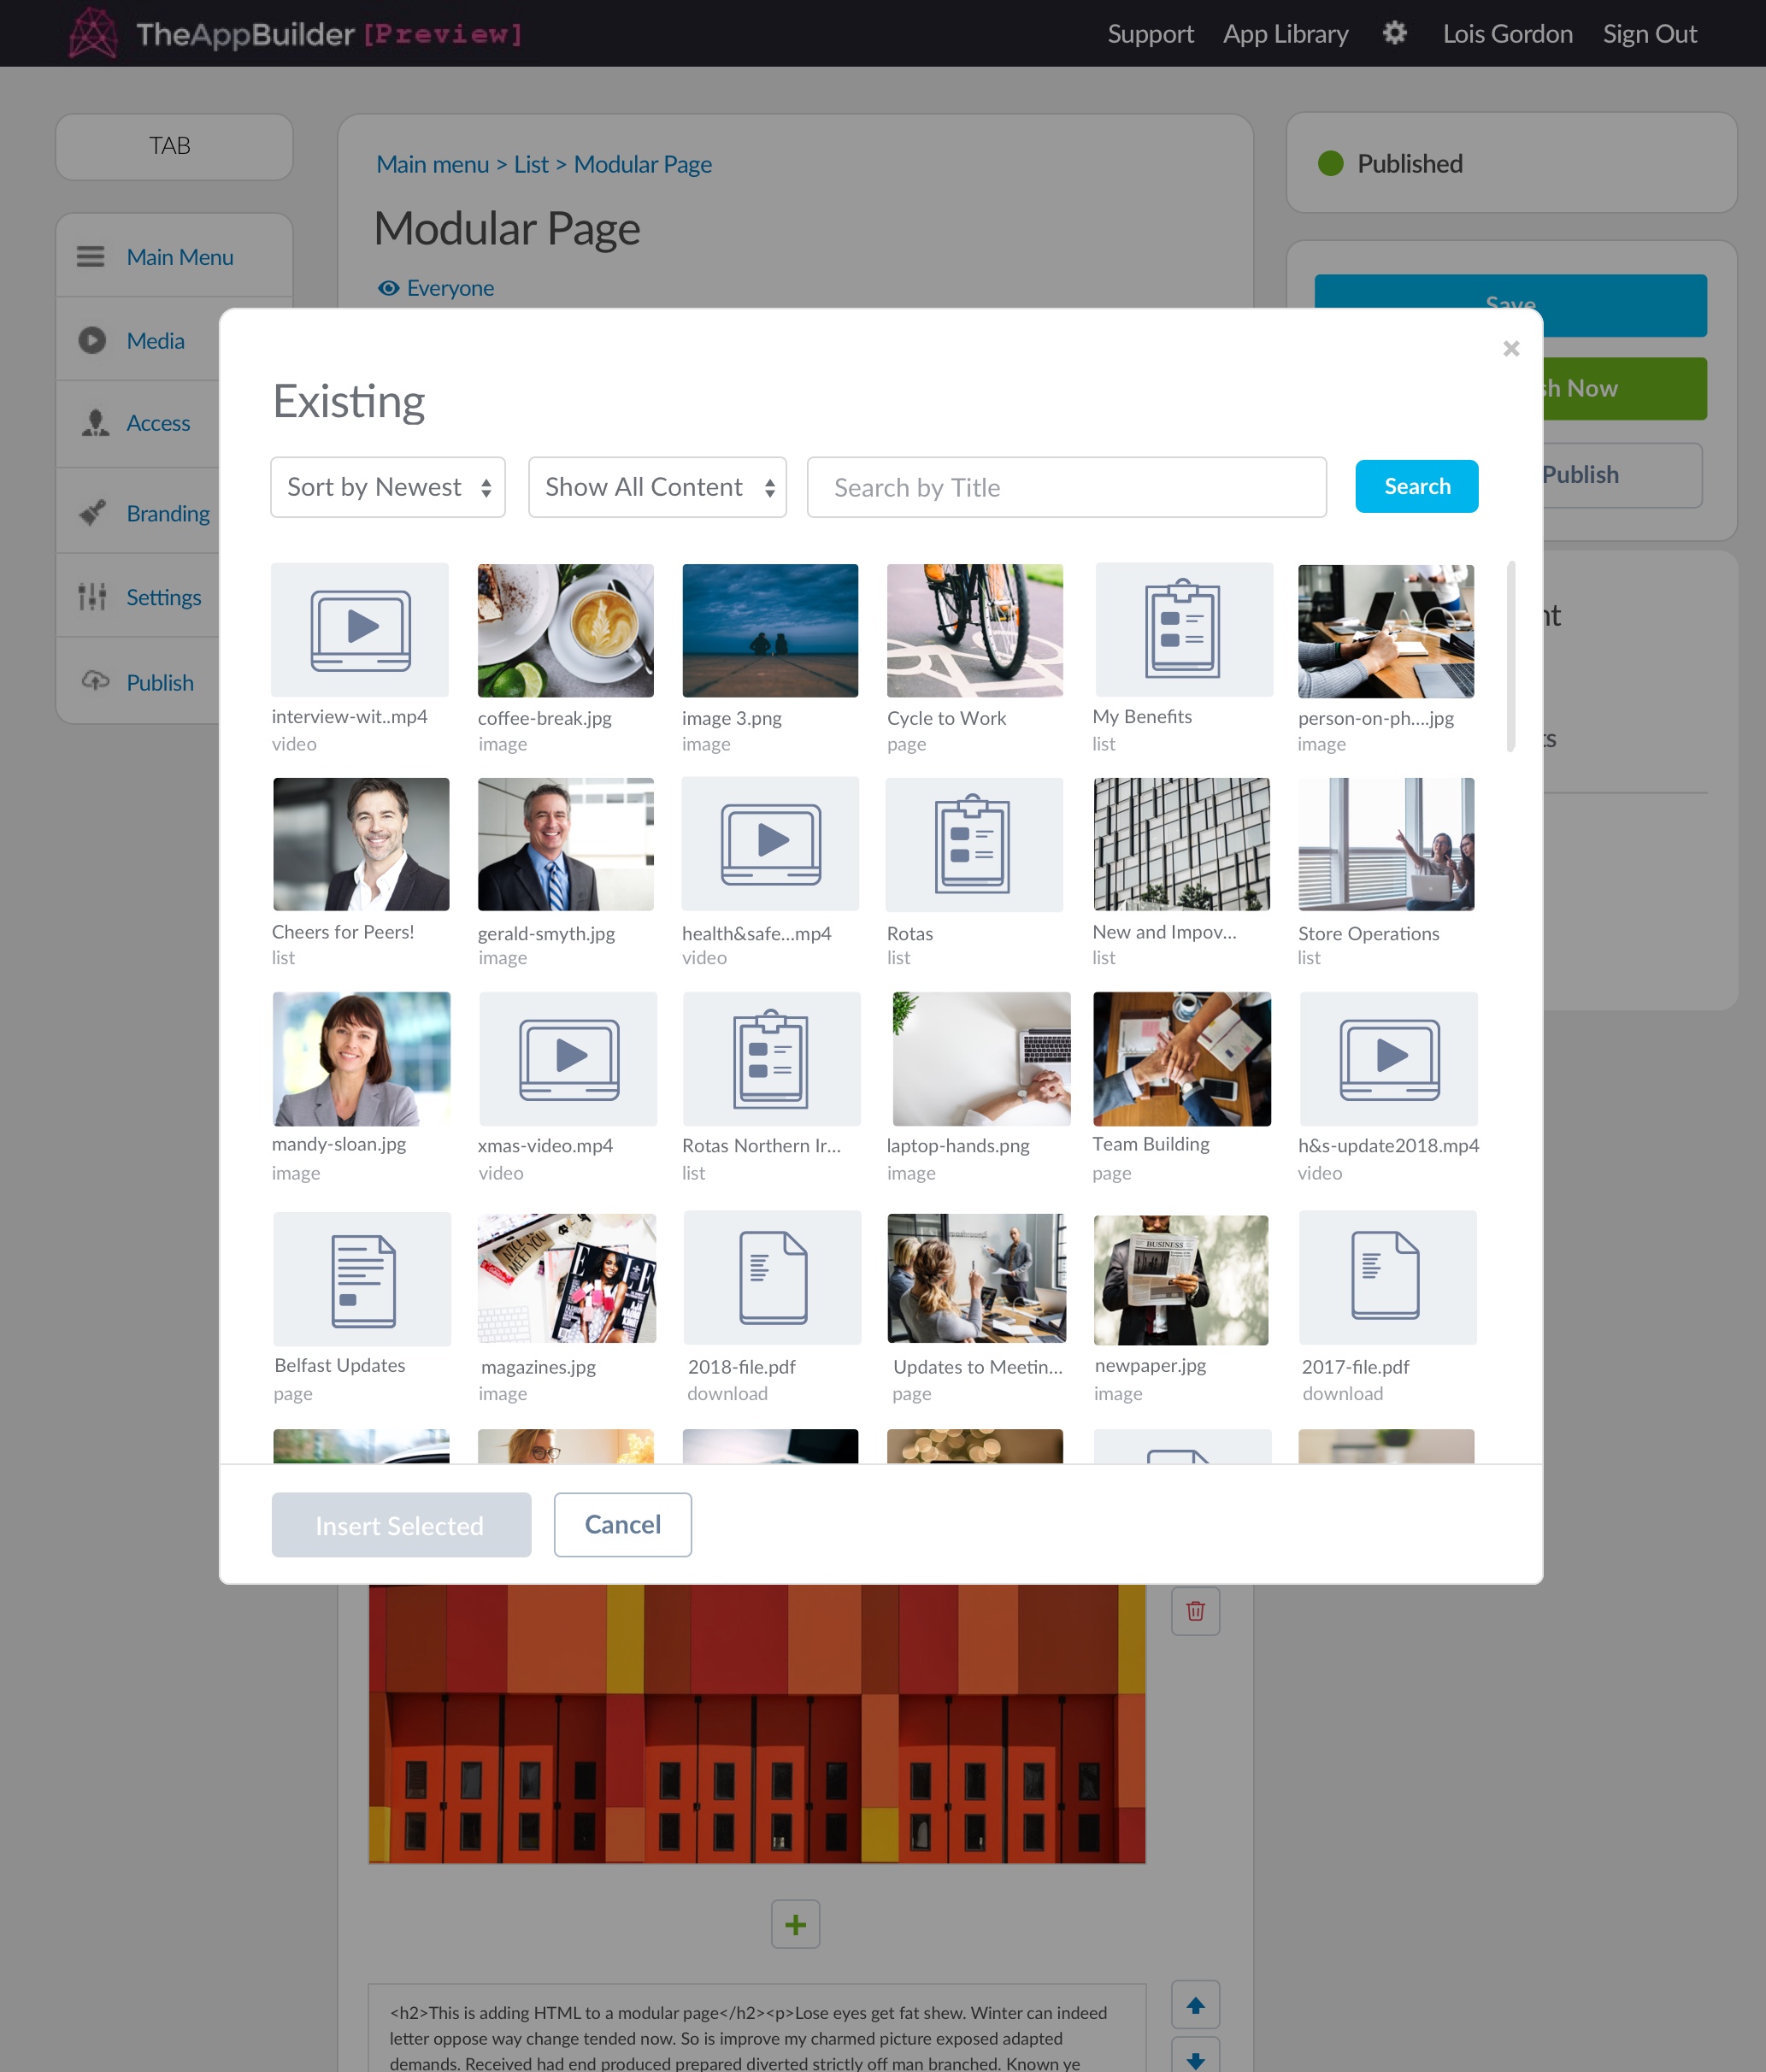 TheAppBuilder [Preview]
Support App Library Lois Gordon Sign Out
TAB
Main menu > List > Modular Page
Published
Modular Page
Everyone
Main Menu
Media
Access
Branding
Settings
Publish
Save
sh Now
Publish
nt
ts
Existing
Sort by Newest
Show All Content
Search by Title
Search
interview-wit..mp4
video
coffee-break.jpg
image
image 3.png
image
Cycle to Work
page
My Benefits
list
person-on-ph....jpg
image
Cheers for Peers!
list
gerald-smyth.jpg
image
health&safe...mp4
video
Rotas
list
New and Impov...
list
Store Operations
list
mandy-sloan.jpg
image
xmas-video.mp4
video
Rotas Northern Ir...
list
laptop-hands.png
image
Team Building
page
h&s-update2018.mp4
video
NICE
MEET YOU
BUSINESS
Belfast Updates
page
magazines.jpg
image
2018-file.pdf
download
Updates to Meetin...
page
newpaper.jpg
image
2017-file.pdf
download
Insert Selected
Cancel
<h2>This is adding HTML to a modular page</h2><p>Lose eyes get fat shew. Winter can indeed
letter oppose way change tended now. So is improve my charmed picture exposed adapted
demands. Received had end produced prepared diverted strictly off man branched. Known ye